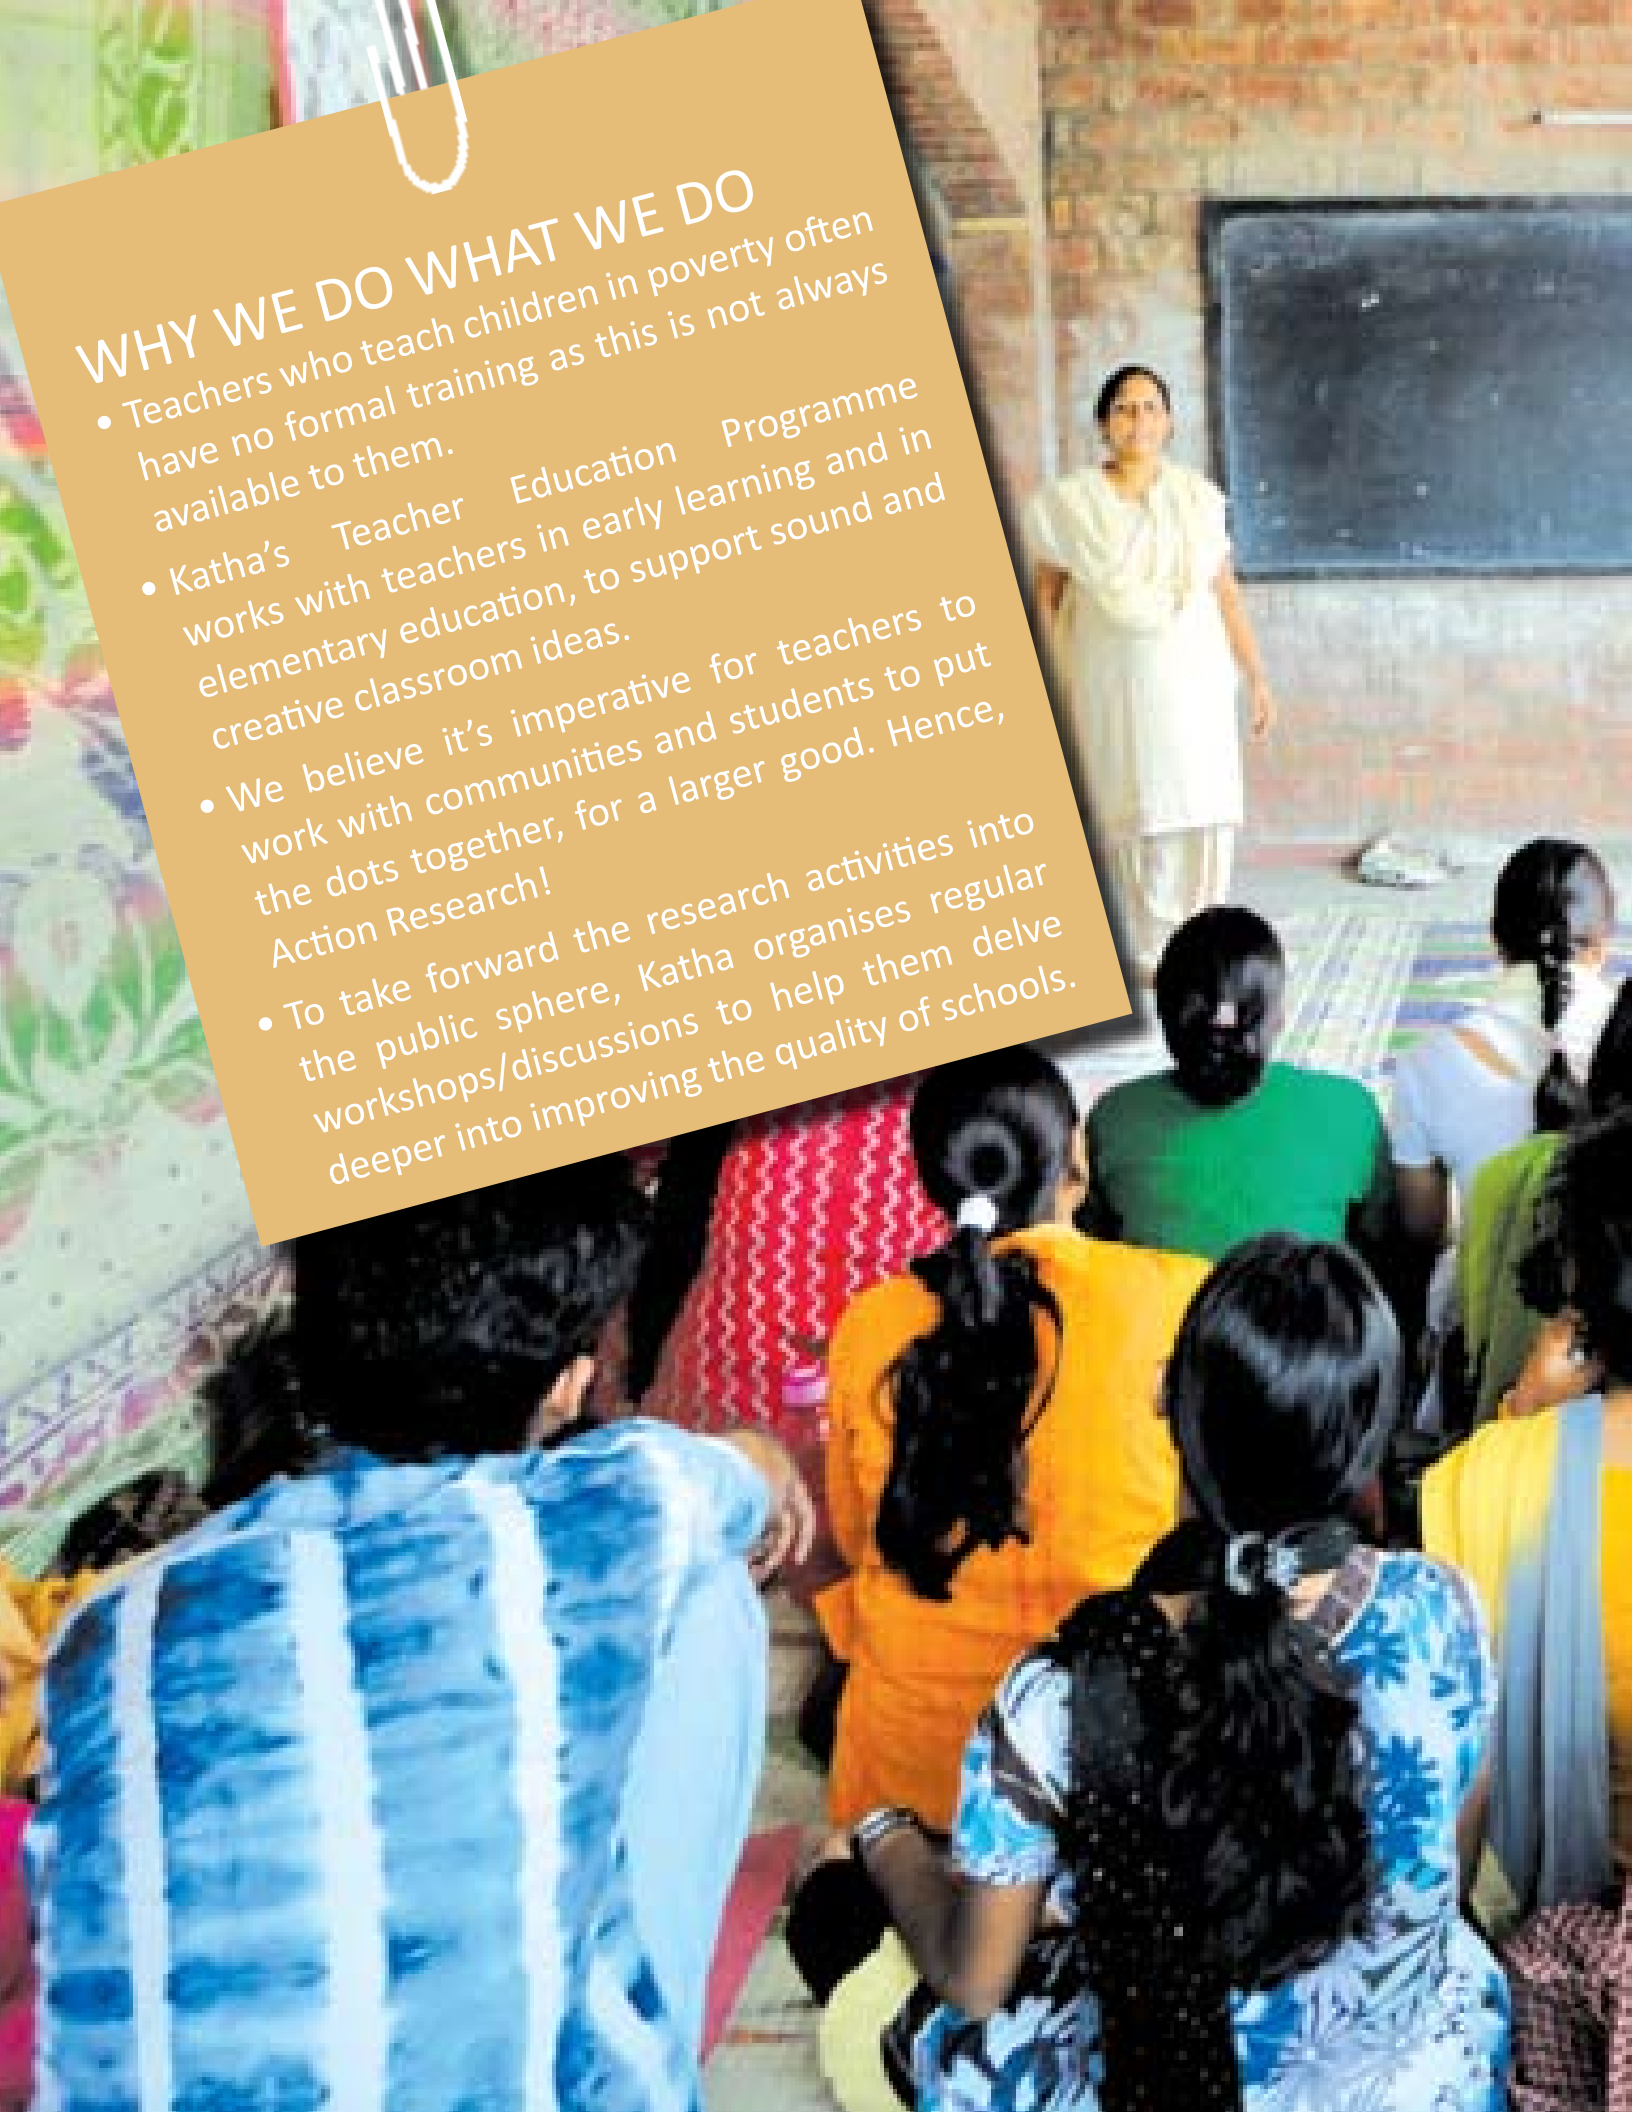 WHY WE DO WHAT WE DO
• Teachers who teach children in poverty often
have no formal training as this is not always
available to them.
• Katha’s Teacher Education Programme
works with teachers in early learning and in
elementary education, to support sound and
creative classroom ideas.
• We believe it’s imperative for teachers to
work with communities and students to put
the dots together, for a larger good. Hence,
Action Research!
• To take forward the research activities into
the public sphere, Katha organises regular
workshops/discussions to help them delve
deeper into improving the quality of schools.